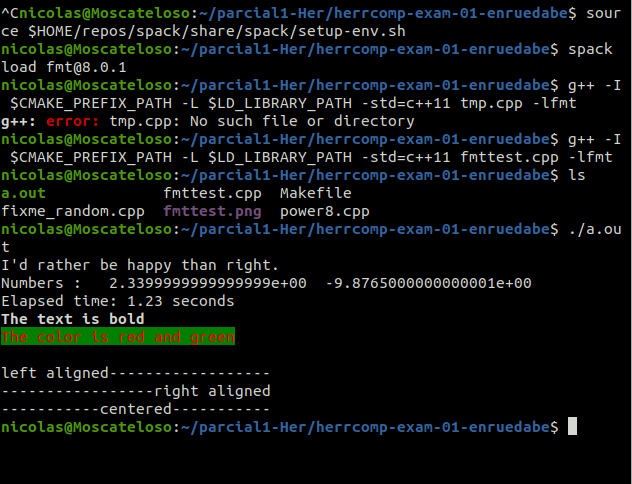 ^Cnicolas@Moscateloso:~/parcial1-Her/herrcomp-exam-01-enruedabe$ sour
ce $HOME/repos/spack/share/spack/setup-env.sh
nicolas@Moscateloso:~/parcial1-Her/herrcomp-exam-01-enruedabe$ spack
load fmt@8.0.1
nicolas@Moscateloso:~/parcial1-Her/herrcomp-exam-01-enruedabe$ g++ -I
 $CMAKE_PREFIX_PATH -L $LD_LIBRARY_PATH -std=c++11 tmp.cpp -lfmt
g++: error: tmp.cpp: No such file or directory
nicolas@Moscateloso:~/parcial1-Her/herrcomp-exam-01-enruedabe$ g++ -I
 $CMAKE_PREFIX_PATH -L $LD_LIBRARY_PATH -std=c++11 fmttest.cpp -lfmt
nicolas@Moscateloso:~/parcial1-Her/herrcomp-exam-01-enruedabe$ ls
a.out             fmttest.cpp  Makefile
fixme_random.cpp  fmttest.png  power8.cpp
nicolas@Moscateloso:~/parcial1-Her/herrcomp-exam-01-enruedabe$ ./a.ou
t
I'd rather be happy than right.
Numbers :   2.3399999999999999e+00  -9.8765000000000001e+00
Elapsed time: 1.23 seconds
The text is bold
The color is red and green
left aligned------------------
-----------------right aligned
-----------centered-----------
nicolas@Moscateloso:~/parcial1-Her/herrcomp-exam-01-enruedabe$